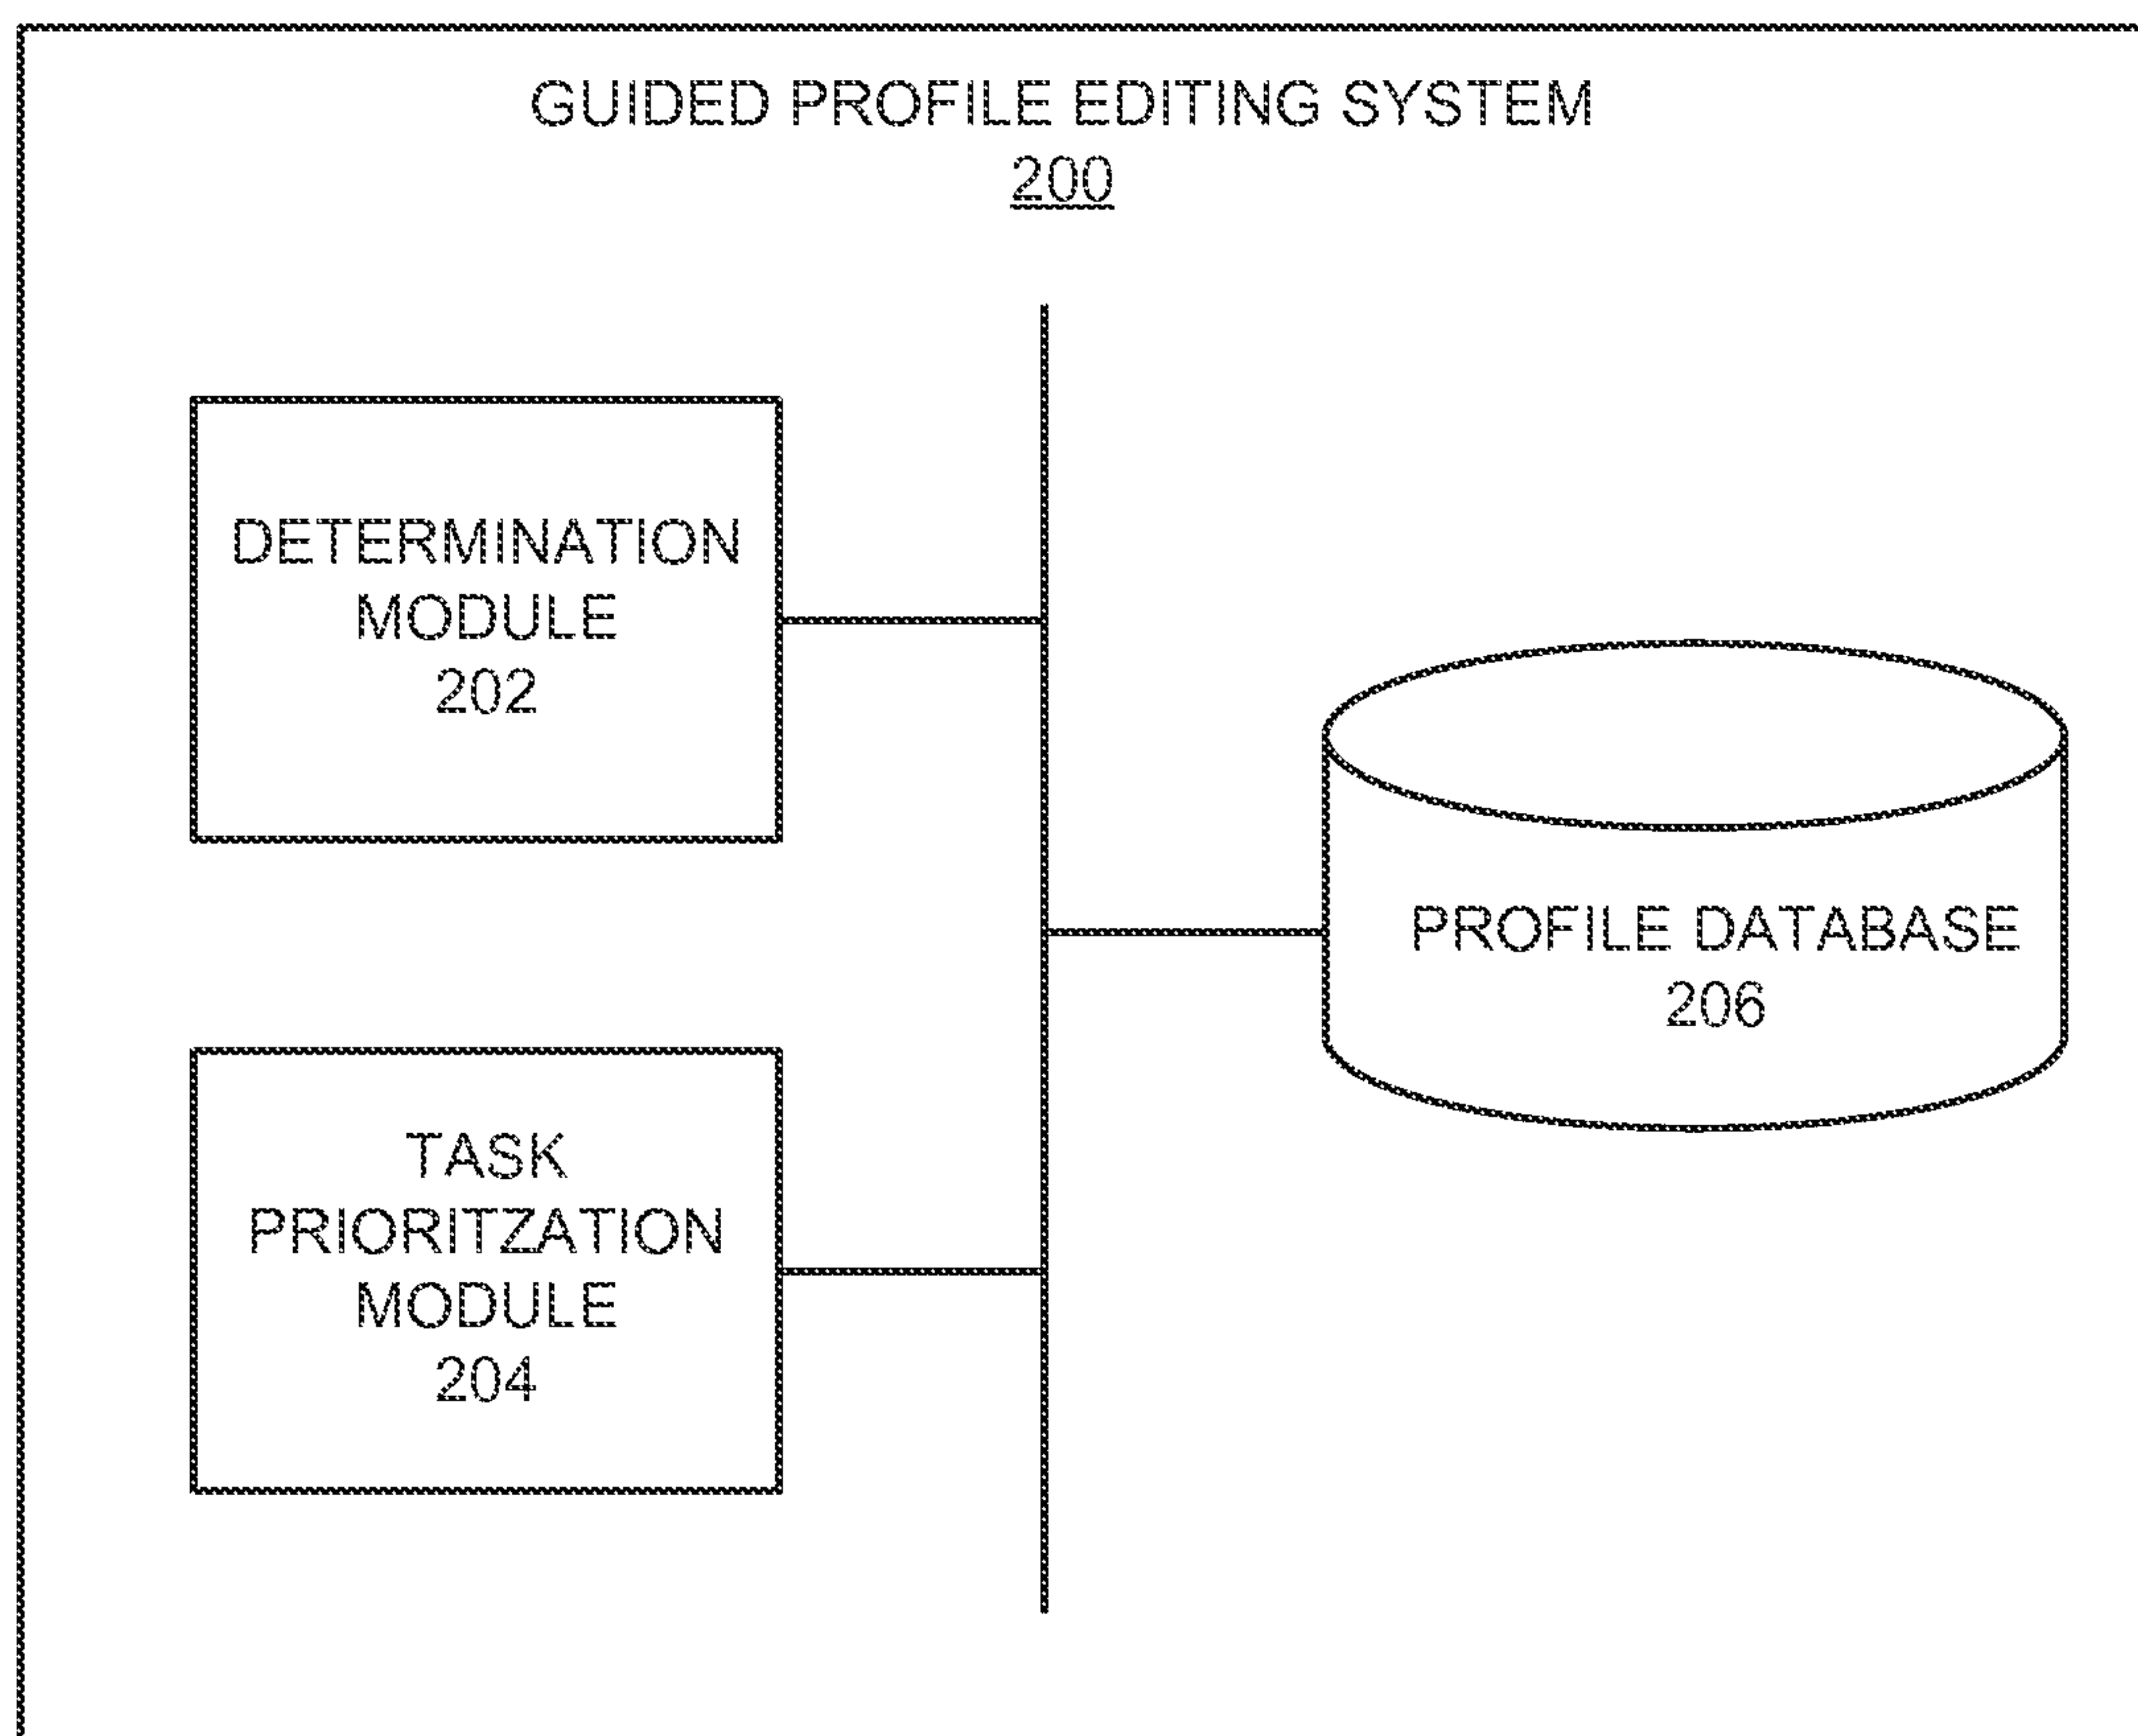 GUIDED PROFILE EDITING SYSTEM
200
DETERMINATION
MODULE
202
PROFILE DATABASE
206
TASK
PRIORITZATION
MODULE
204